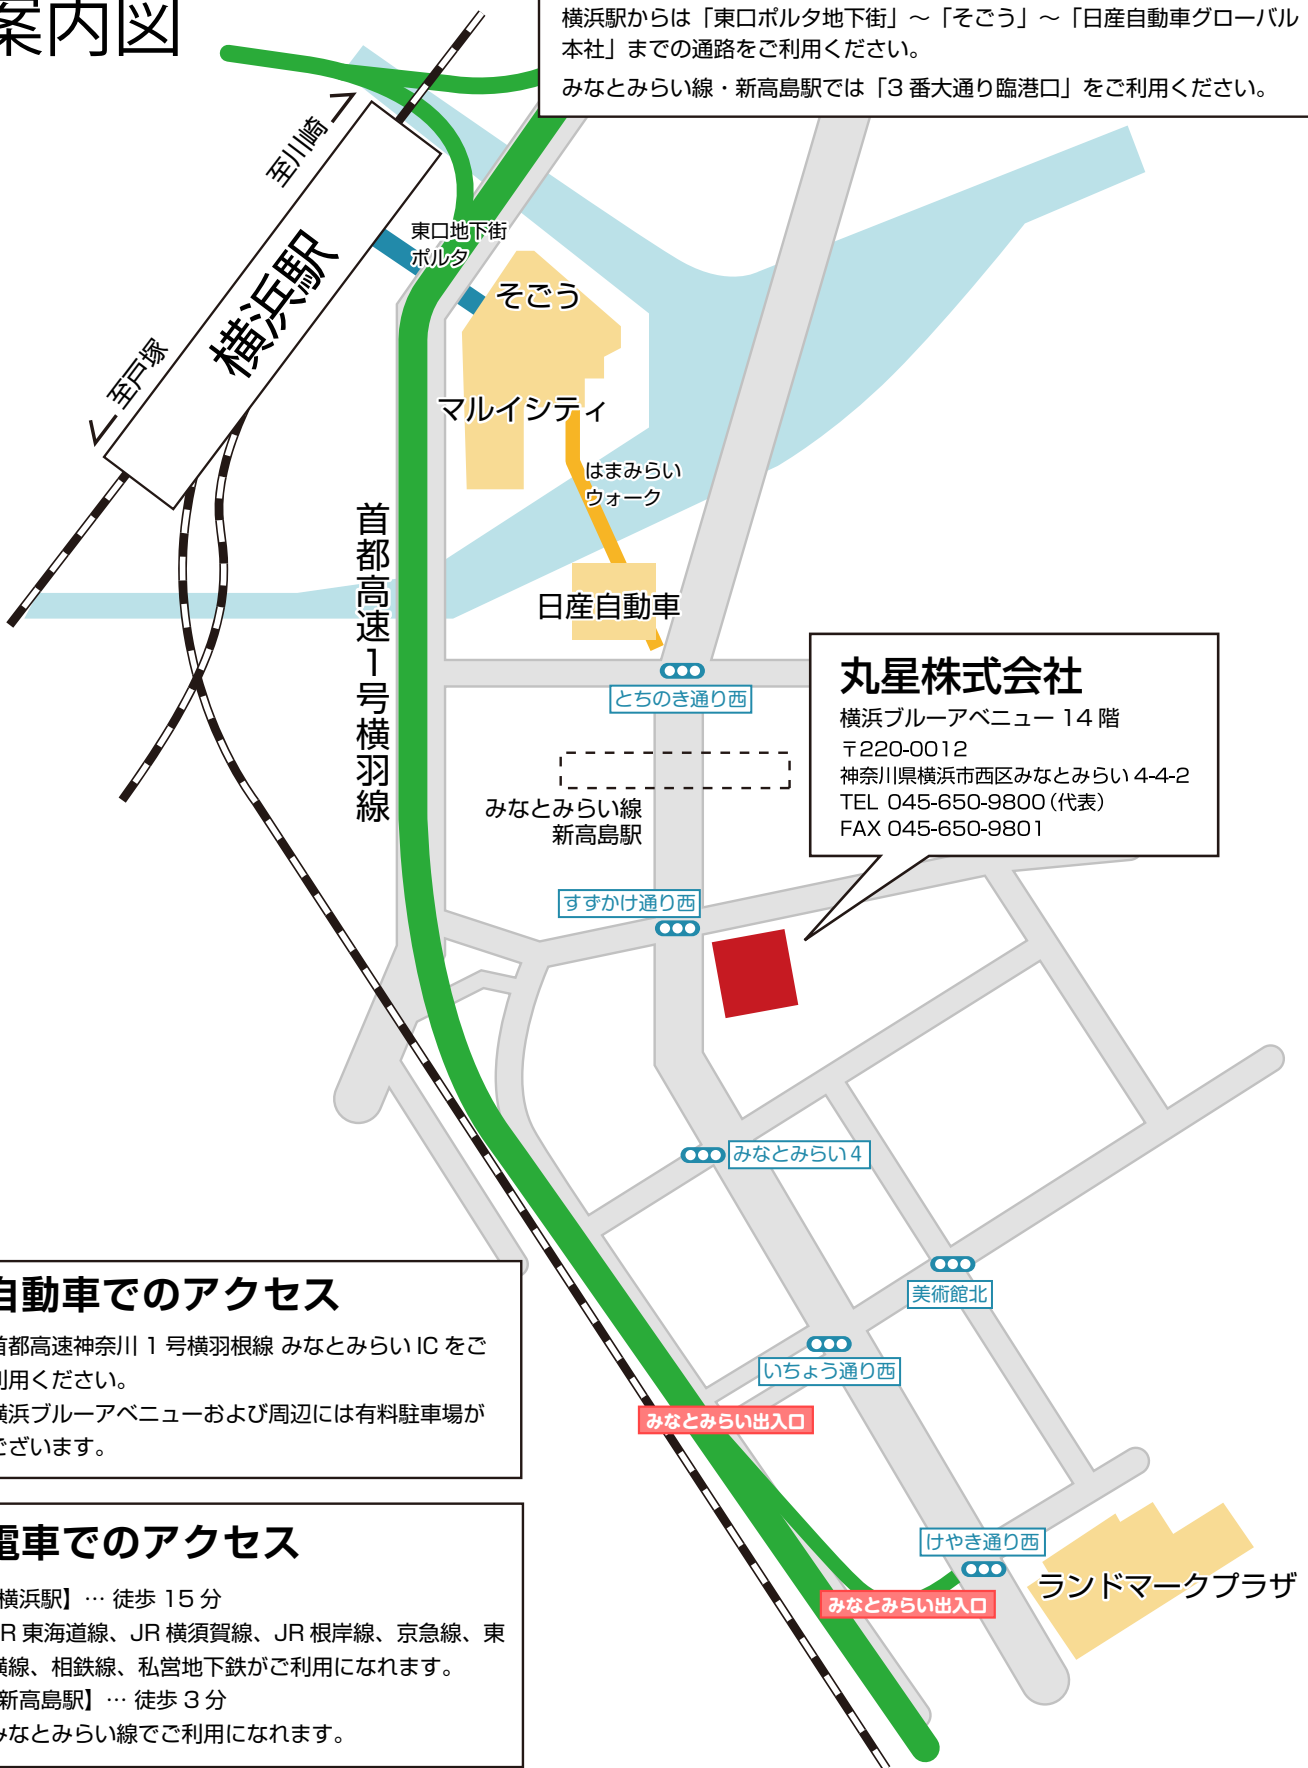 案内図
横浜駅からは「東口ポルタ地下街」～「そごう」～「日産自動車グローバル
本社」までの通路をご利用ください。
みなとみらい線・新高島駅では「3 番大通り臨港口」をご利用ください。
至川崎
横浜駅
至戸塚
東口地下街
ポルタ
そごう
マルイシティ
はまみらい
ウォーク
首都高速1号横羽線
日産自動車
とちのき通り西
丸星株式会社
横浜ブルーアベニュー 14 階
〒220-0012
神奈川県横浜市西区みなとみらい 4-4-2
TEL 045-650-9800 (代表)
FAX 045-650-9801
みなとみらい線
新高島駅
すずかけ通り西
みなとみらい 4
美術館北
いちょう通り西
みなとみらい出入口
けやき通り西
みなとみらい出入口
ランドマークプラザ
自動車でのアクセス
首都高速神奈川 1 号横羽根線 みなとみらい IC をご
利用ください。
横浜ブルーアベニューおよび周辺には有料駐車場が
ございます。
電車でのアクセス
横浜駅】… 徒歩 15 分
JR 東海道線、JR 横須賀線、JR 根岸線、京急線、東
横線、相鉄線、私営地下鉄がご利用になれます。
新高島駅】… 徒歩 3 分
みなとみらい線でご利用になれます。